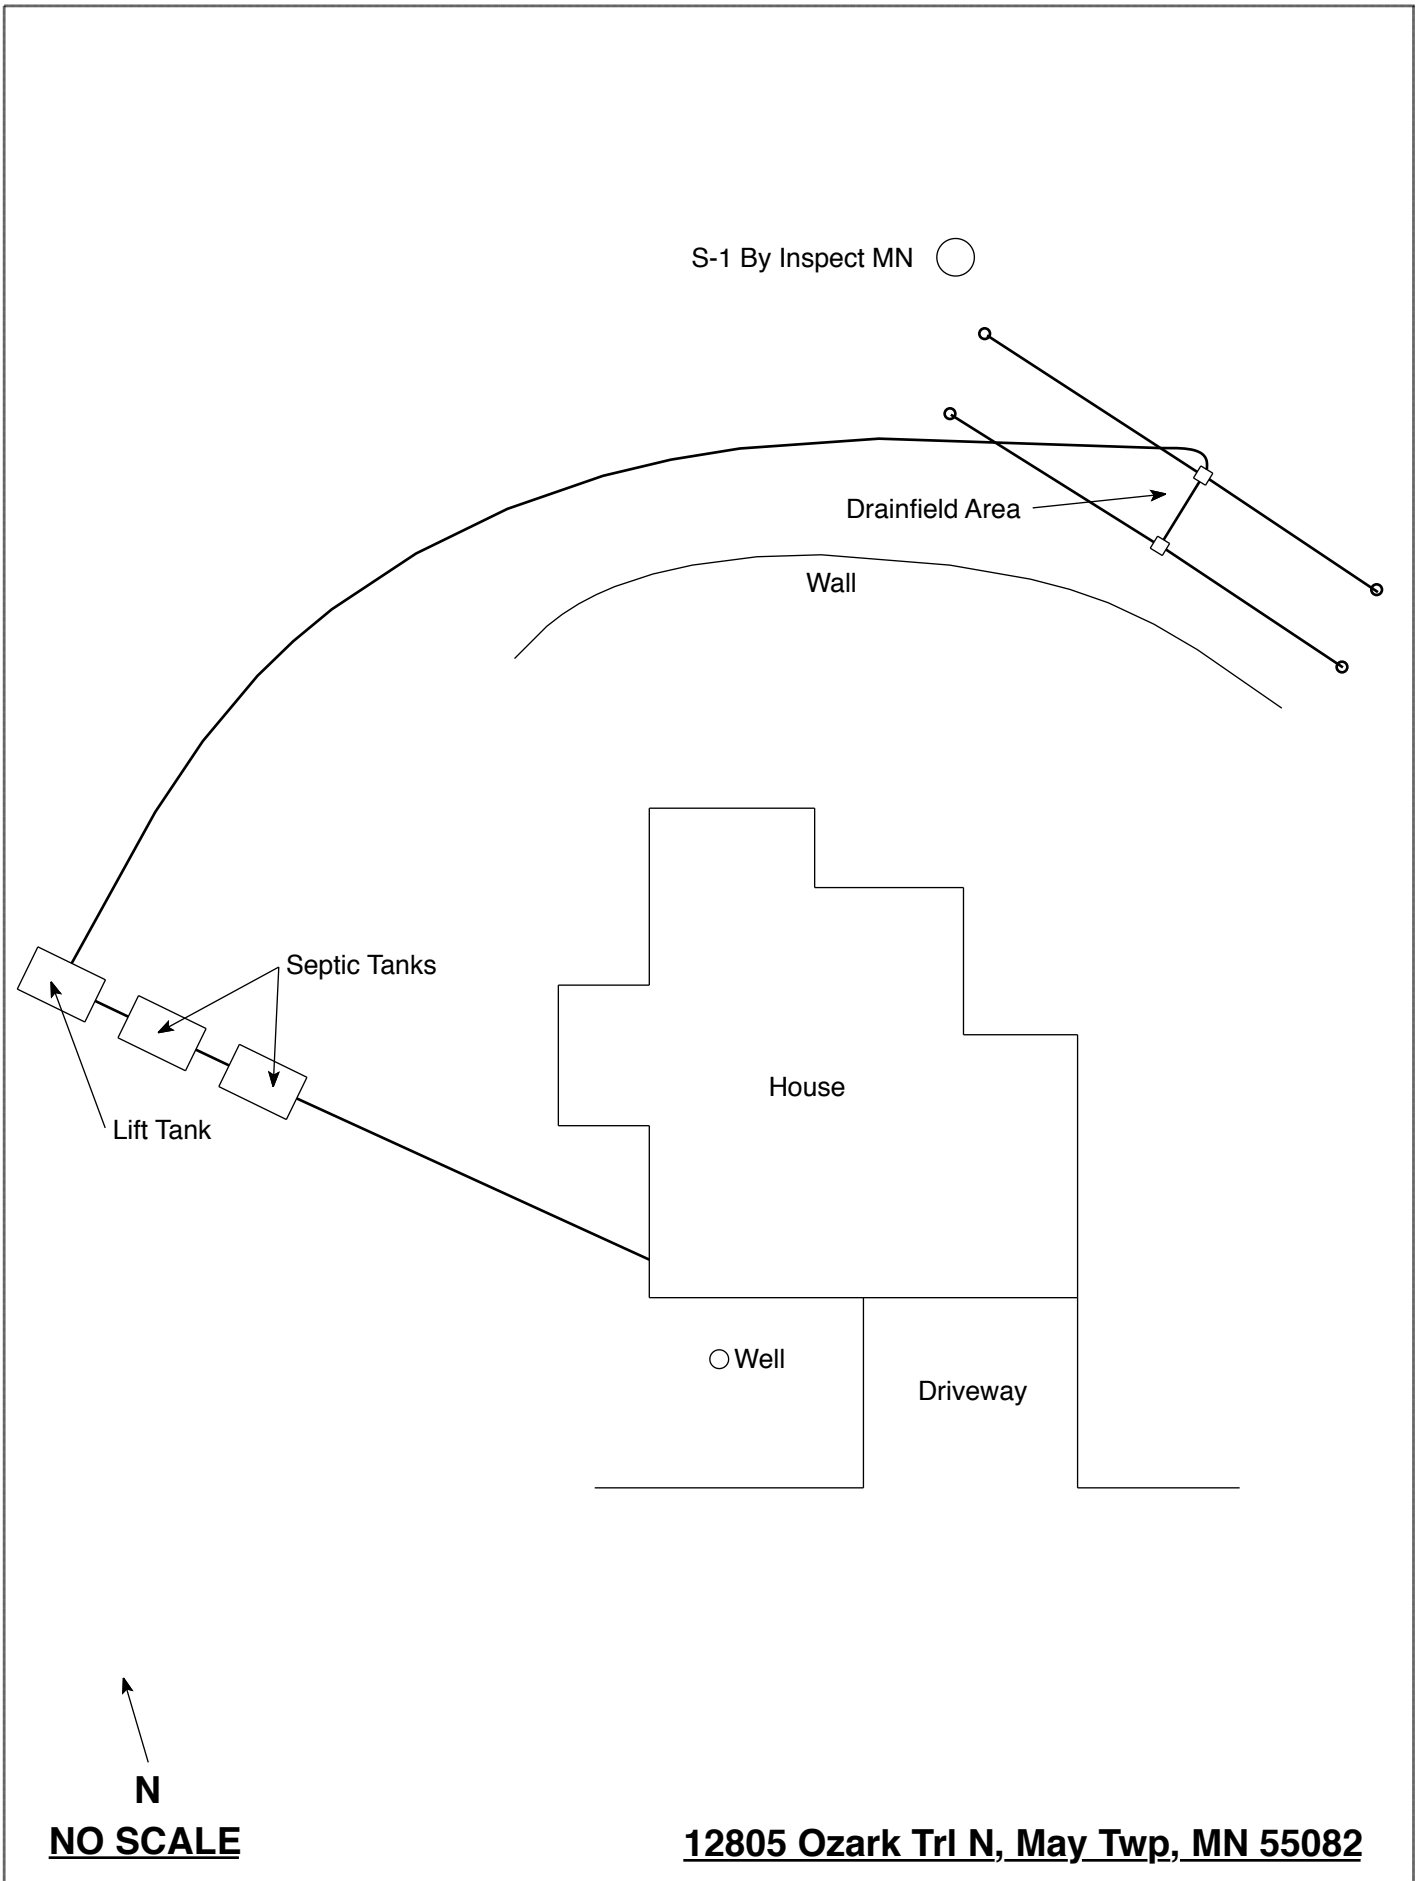 S-1 By Inspect MN
Drainfield Area
Wall
Septic Tanks
House
Lift Tank
Well
Driveway
N
NO SCALE
12805 Ozark Trl N, May Twp, MN 55082